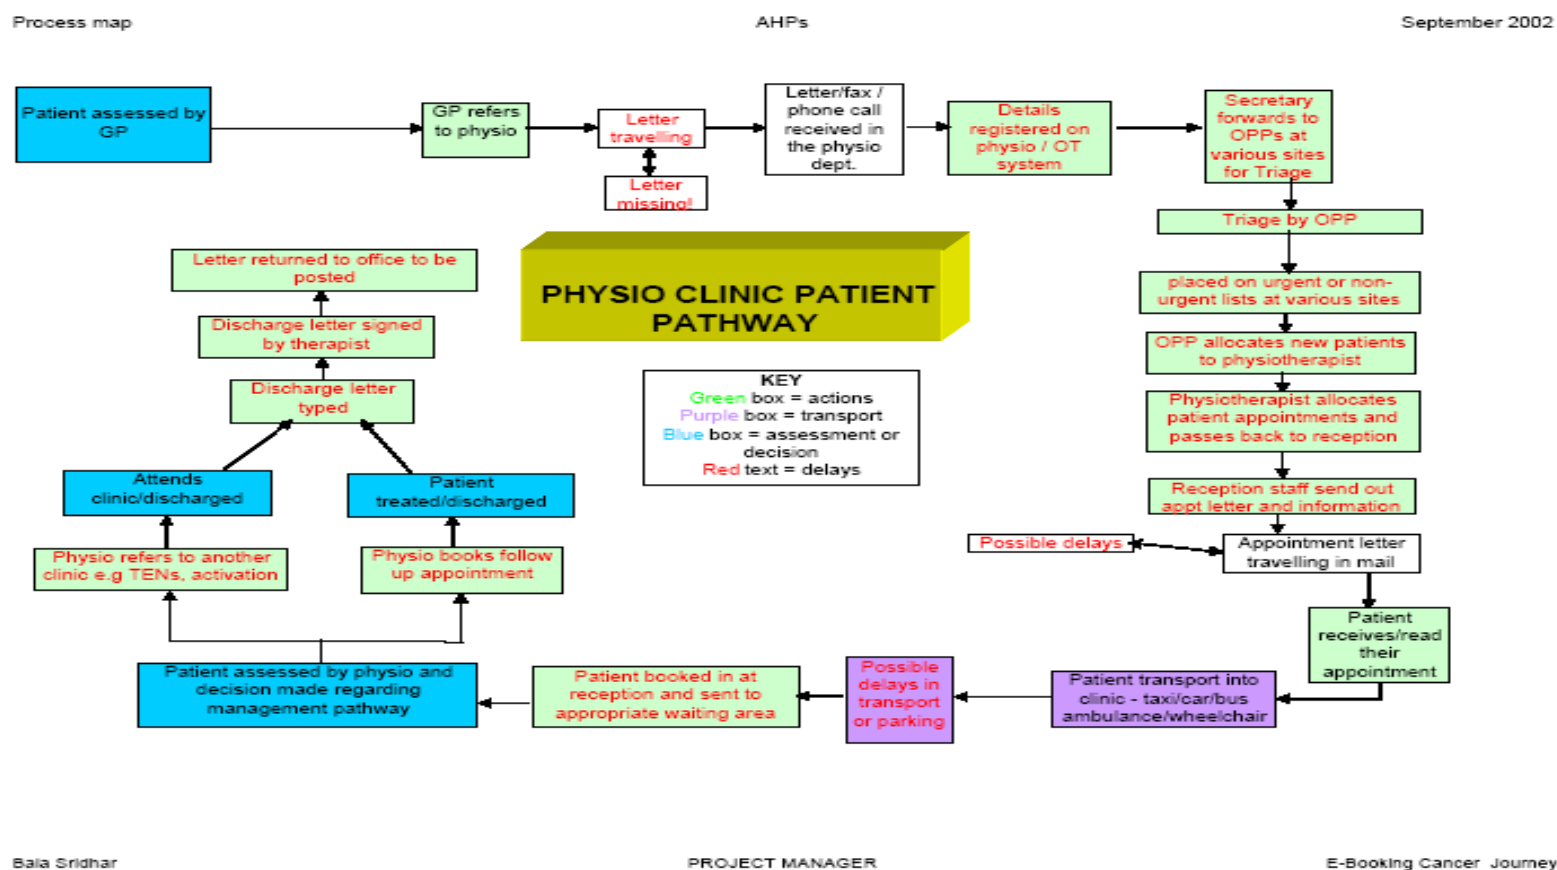 Process map
AHPs
September 2002
Patient assessed by
GP
GP refers
to physio
Letter
travelling
Letter
missing!
Letter/fax /
phone call
received in
the physio
dept.
Details
registered on
physio / OT
system
Secretary
forwards to
OPPs at
various sites
for Triage
Triage by OPP
placed on urgent or non-
urgent lists at various sites
OPP allocates new patients
to physiotherapist
Physiotherapist allocates
patient appointments and
passes back to reception
Reception staff send out
appt letter and information
Possible delays
Appointment letter
travelling in mail
Patient
receives/read
their
appointment
Patient transport into
clinic - taxi/car/bus
ambulance/wheelchair
Possible
delays in
transport
or parking
Patient booked in at
reception and sent to
appropriate waiting area
Patient assessed by physio and
decision made regarding
management pathway
Physio refers to another
clinic e.g TENs, activation
Physio books follow
up appointment
Attends
clinic/discharged
Patient
treated/discharged
Discharge letter
typed
Discharge letter signed
by therapist
Letter returned to office to be
posted
PHYSIO CLINIC PATIENT
PATHWAY
KEY
Green box = actions
Purple box = transport
Blue box = assessment or
decision
Red text = delays
Bala Sridhar
PROJECT MANAGER
E-Booking Cancer Journey